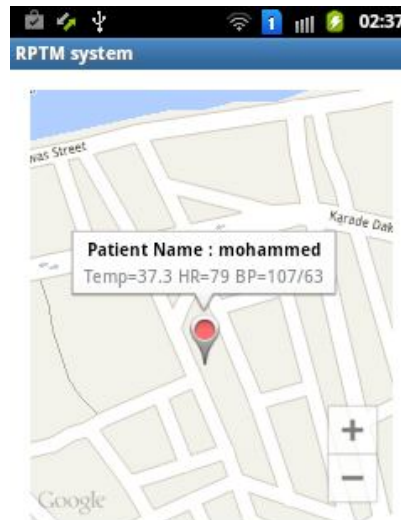 1 02:37
RPTM system
was Street
Karade Dak
Patient Name : mohammed
Temp=37.3 HR=79 BP=107/63
+
−
Google